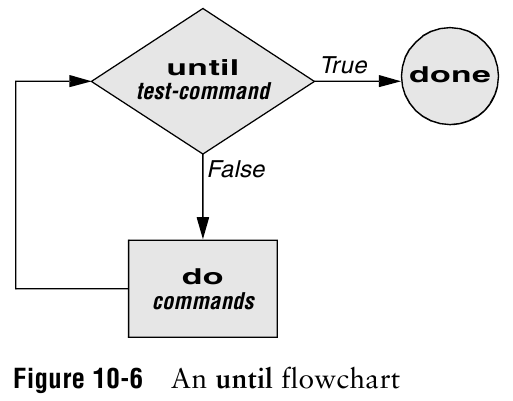 until
test-command
True
done
False
do
commands
Figure 10-6 An until flowchart